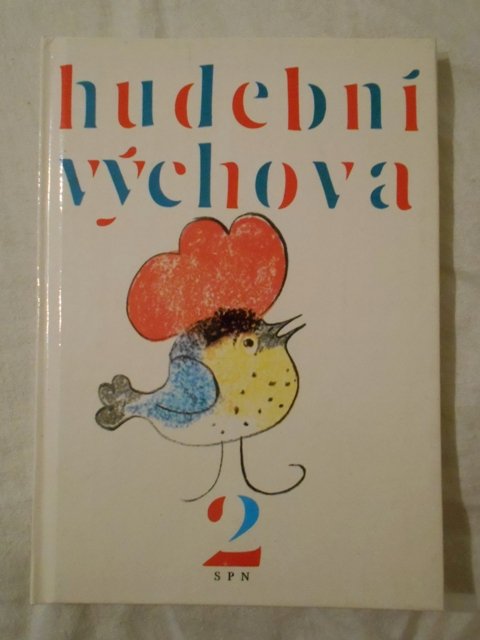 hudební
výchova
2
SPN